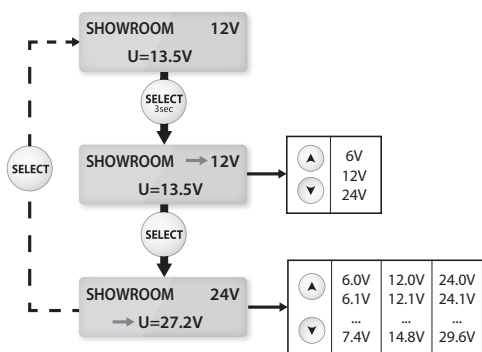 SHOWROOM 12V
U=13.5V
SELECT
3sec
SELECT
SHOWROOM → 12V
U=13.5V
6V
12V
24V
SELECT
SHOWROOM 24V
→ U=27.2V
6.0V 12.0V 24.0V
6.1V 12.1V 24.1V
... ... ...
7.4V 14.8V 29.6V